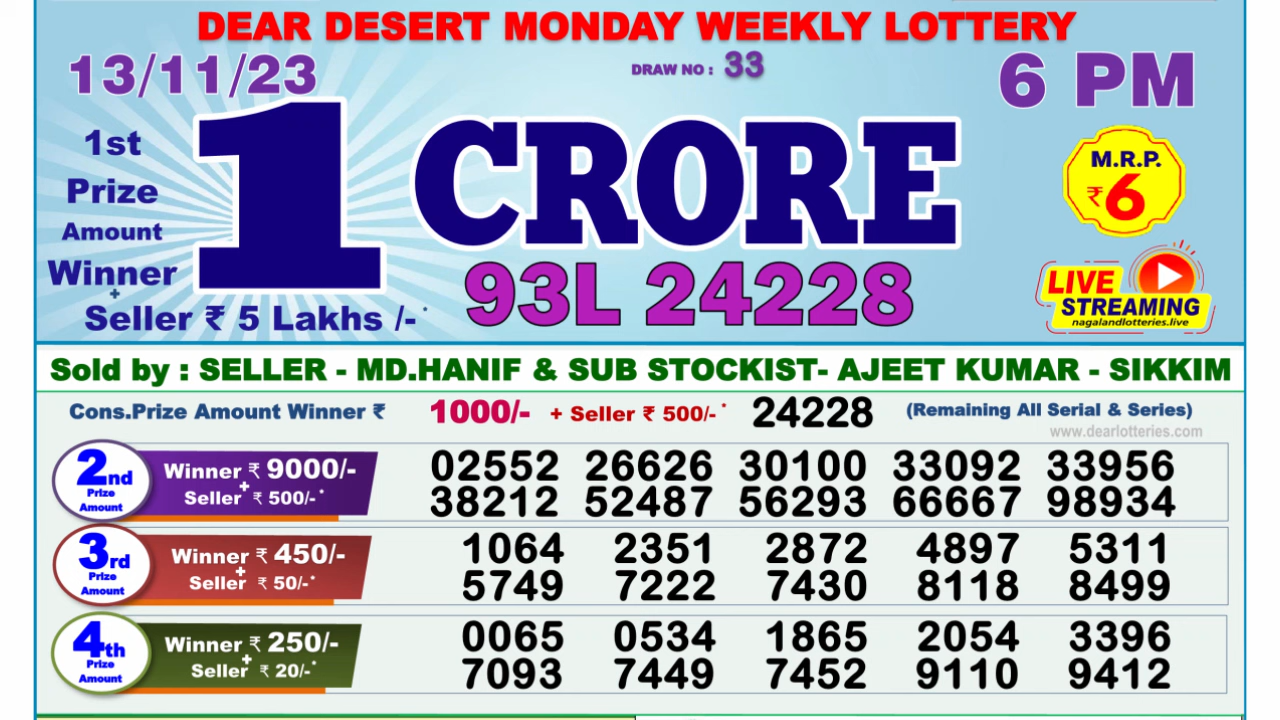 DEAR DESERT MONDAY WEEKLY LOTTERY
13/11/23
DRAW NO : 33
6 PM
1st
Prize
Amount
Winner
+
Seller ₹ 5 Lakhs /- *
1 CRORE
93L 24228
M.R.P.
₹ 6
LIVE
STREAMING
nagalandlotteries.live
Sold by : SELLER - MD.HANIF & SUB STOCKIST- AJEET KUMAR - SIKKIM
Cons.Prize Amount Winner ₹ 1000/- + Seller ₹ 500/- * 24228 (Remaining All Serial & Series)
www.dearlotteries.com
2nd
Prize
Amount
Winner ₹ 9000/-
+
Seller ₹ 500/- *
02552 26626 30100 33092 33956
38212 52487 56293 66667 98934
3rd
Prize
Amount
Winner ₹ 450/-
+
Seller ₹ 50/- *
1064 2351 2872 4897 5311
5749 7222 7430 8118 8499
4th
Prize
Amount
Winner ₹ 250/-
+
Seller ₹ 20/- *
0065 0534 1865 2054 3396
7093 7449 7452 9110 9412